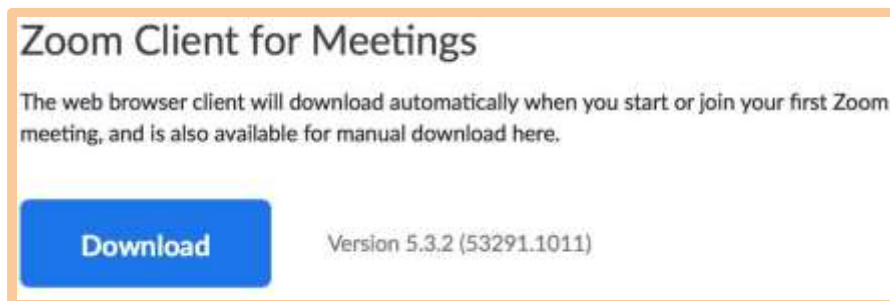 Zoom Client for Meetings
The web browser client will download automatically when you start or join your first Zoom
meeting, and is also available for manual download here.
Download
Version 5.3.2 (53291.1011)